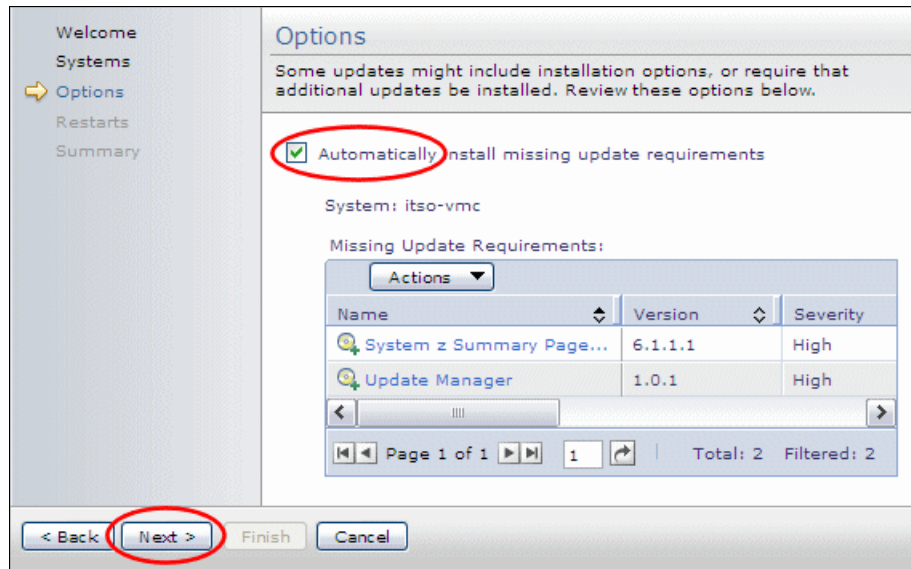 Welcome
Systems
Options
Restarts
Summary
Options
Some updates might include installation options, or require that
additional updates be installed. Review these options below.
Automatically install missing update requirements
System: itso-vmc
Missing Update Requirements:
Actions
Name Version Severity
System z Summary Page... 6.1.1.1 High
Update Manager 1.0.1 High
Page 1 of 1 1 Total: 2 Filtered: 2
< Back Next > Finish Cancel